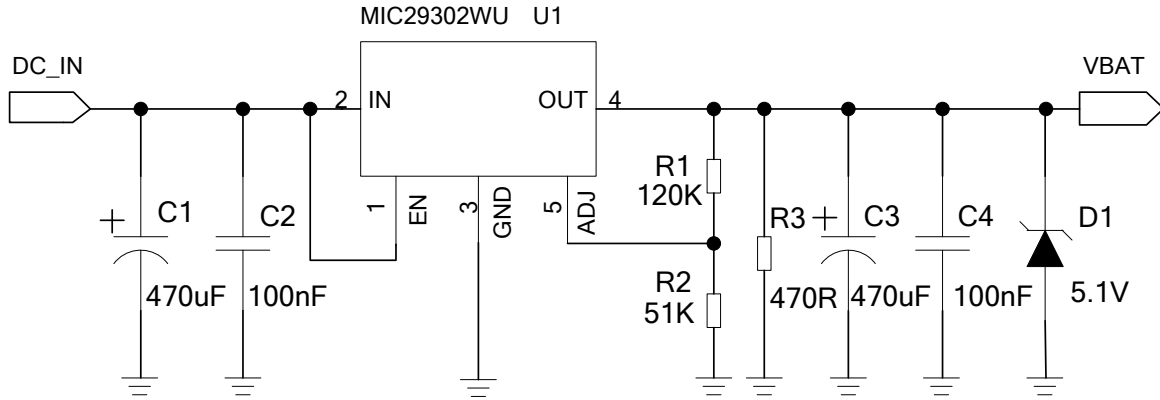 MIC29302WU U1
DC_IN
VBAT
2 IN
OUT 4
1
EN
3
GND
5
ADJ
R1
120K
+ C1
470uF
C2
100nF
R2
51K
R3
470R
+ C3
470uF
C4
100nF
D1
5.1V